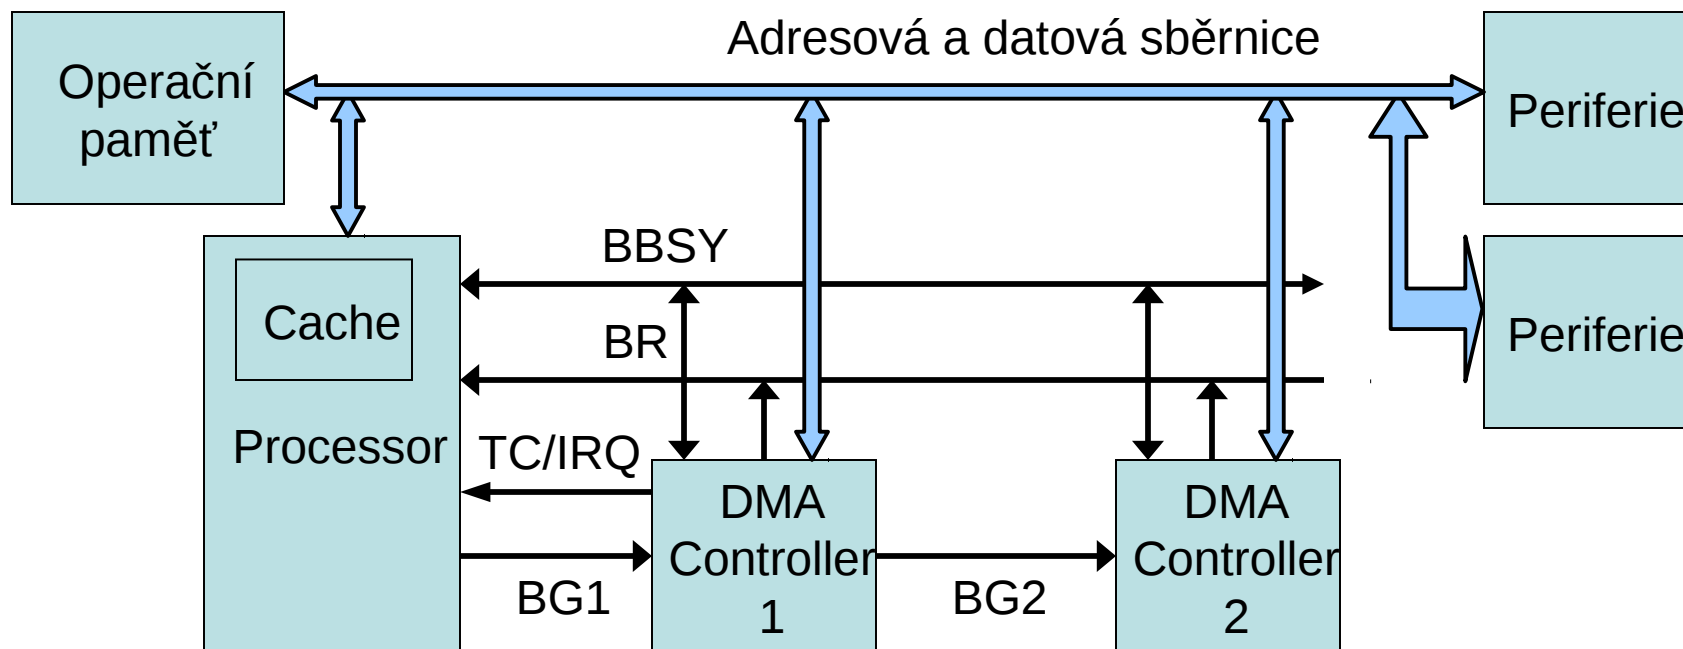 Adresová a datová sběrnice
Operační
paměť
Periferie
BBSY
Cache
BR
Periferie
Processor
TC/IRQ
DMA
Controller
1
DMA
Controller
2
BG1
BG2